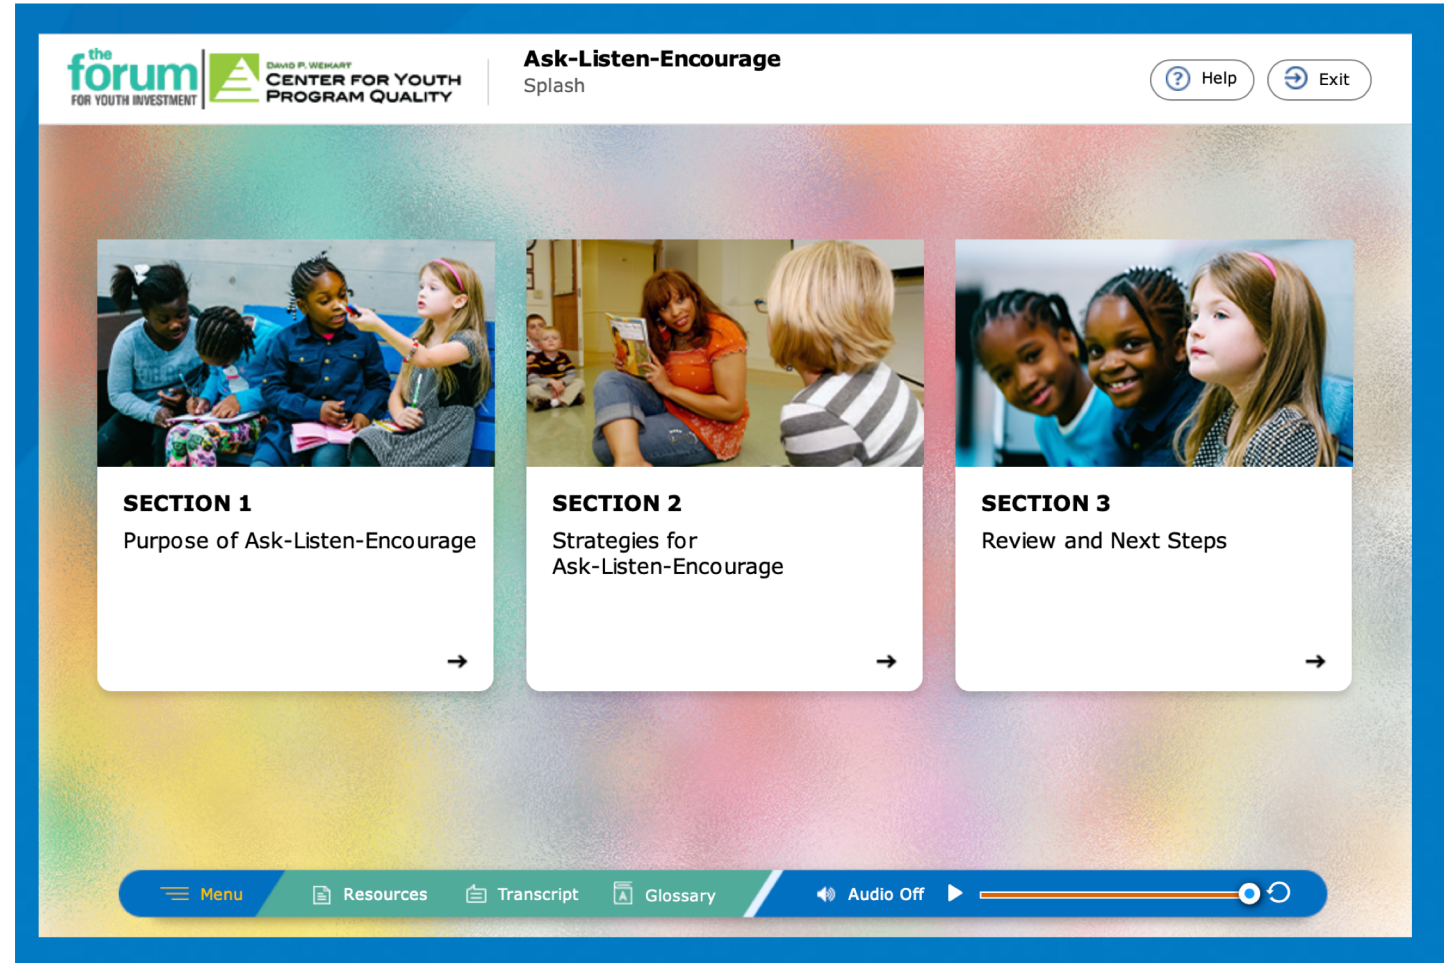 the
forum
FOR YOUTH INVESTMENT
DAVID P. WEIKART
CENTER FOR YOUTH
PROGRAM QUALITY
Ask-Listen-Encourage
Splash
? Help
Exit
SECTION 1
Purpose of Ask-Listen-Encourage
SECTION 2
Strategies for
Ask-Listen-Encourage
SECTION 3
Review and Next Steps
Menu
Resources
Transcript
A
Glossary
Audio Off